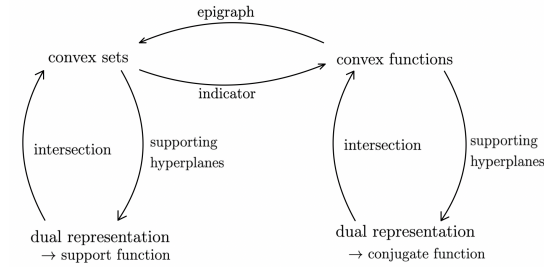 epigraph
convex sets
convex functions
indicator
intersection
supporting
hyperplanes
intersection
supporting
hyperplanes
dual representation
→ support function
dual representation
→ conjugate function